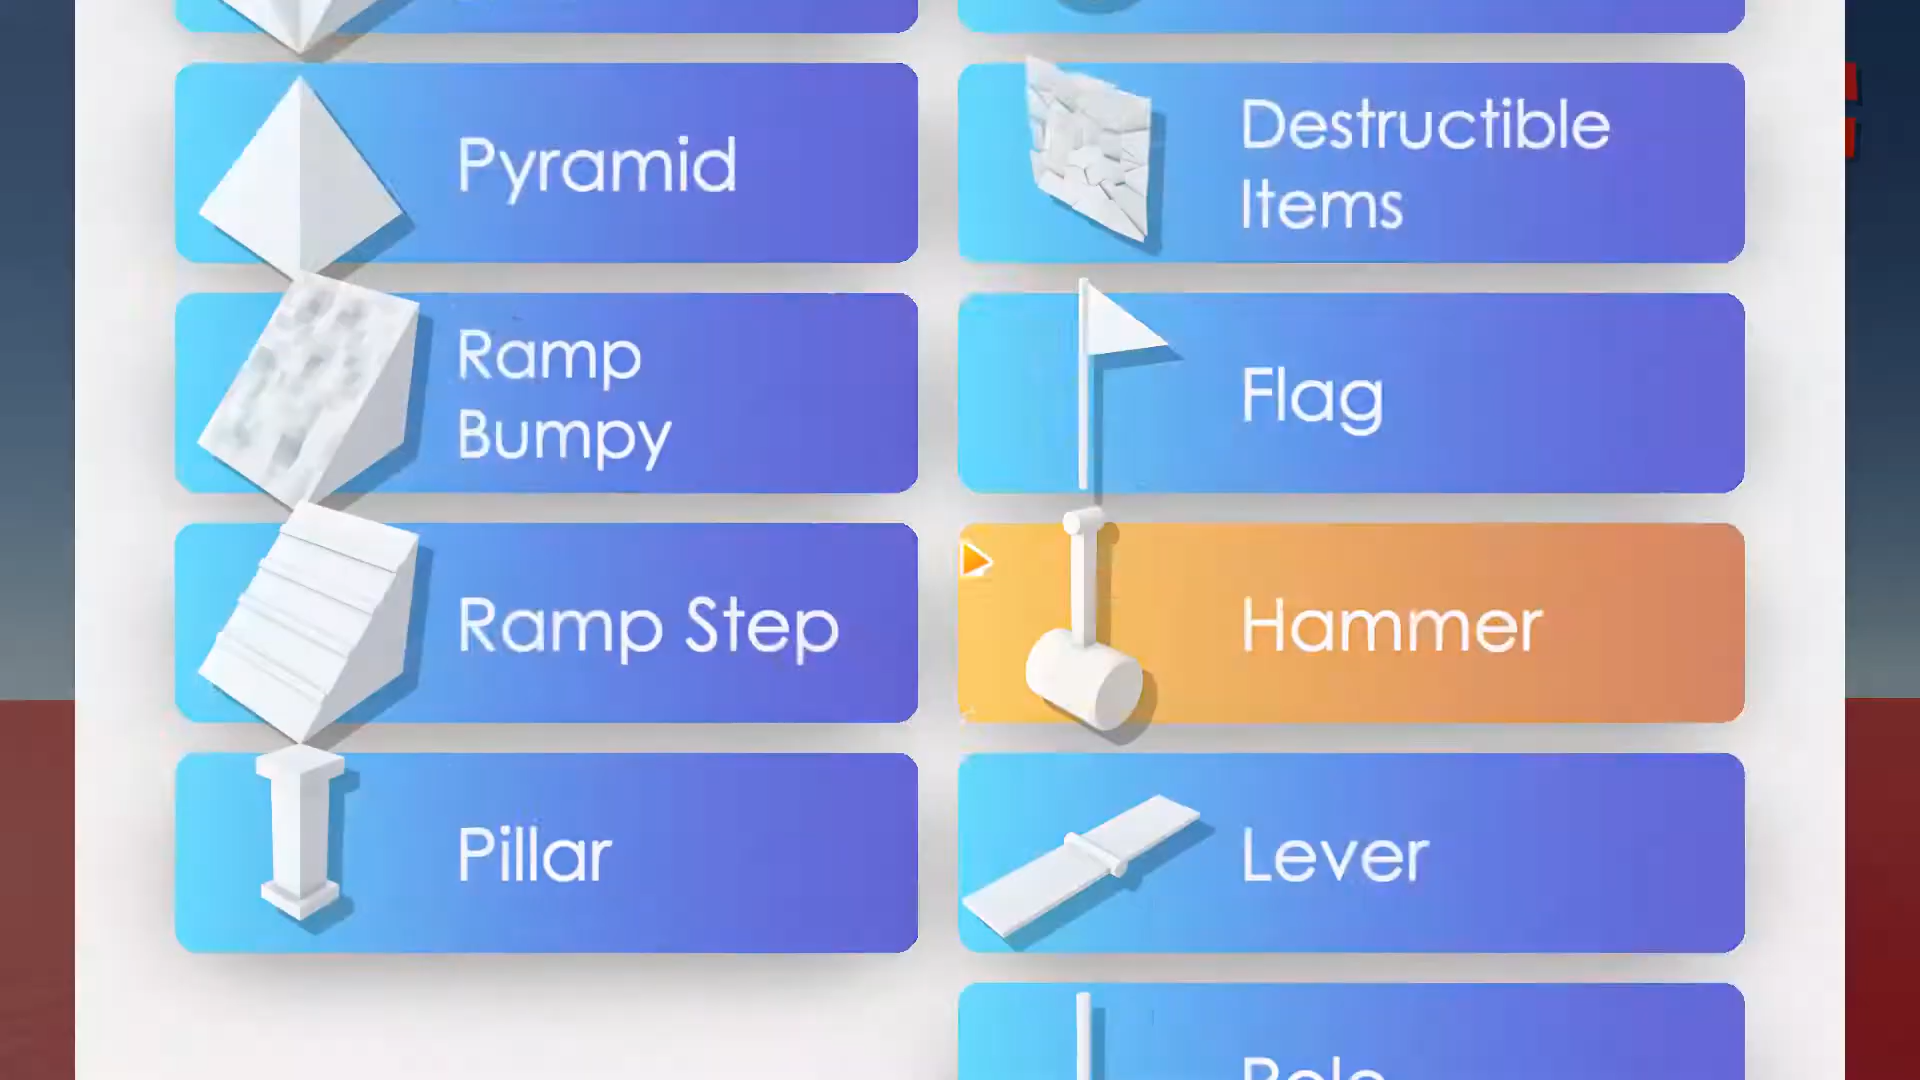 Pyramid
Ramp
Bumpy
Ramp Step
Pillar
Destructible
Items
Flag
Hammer
Lever